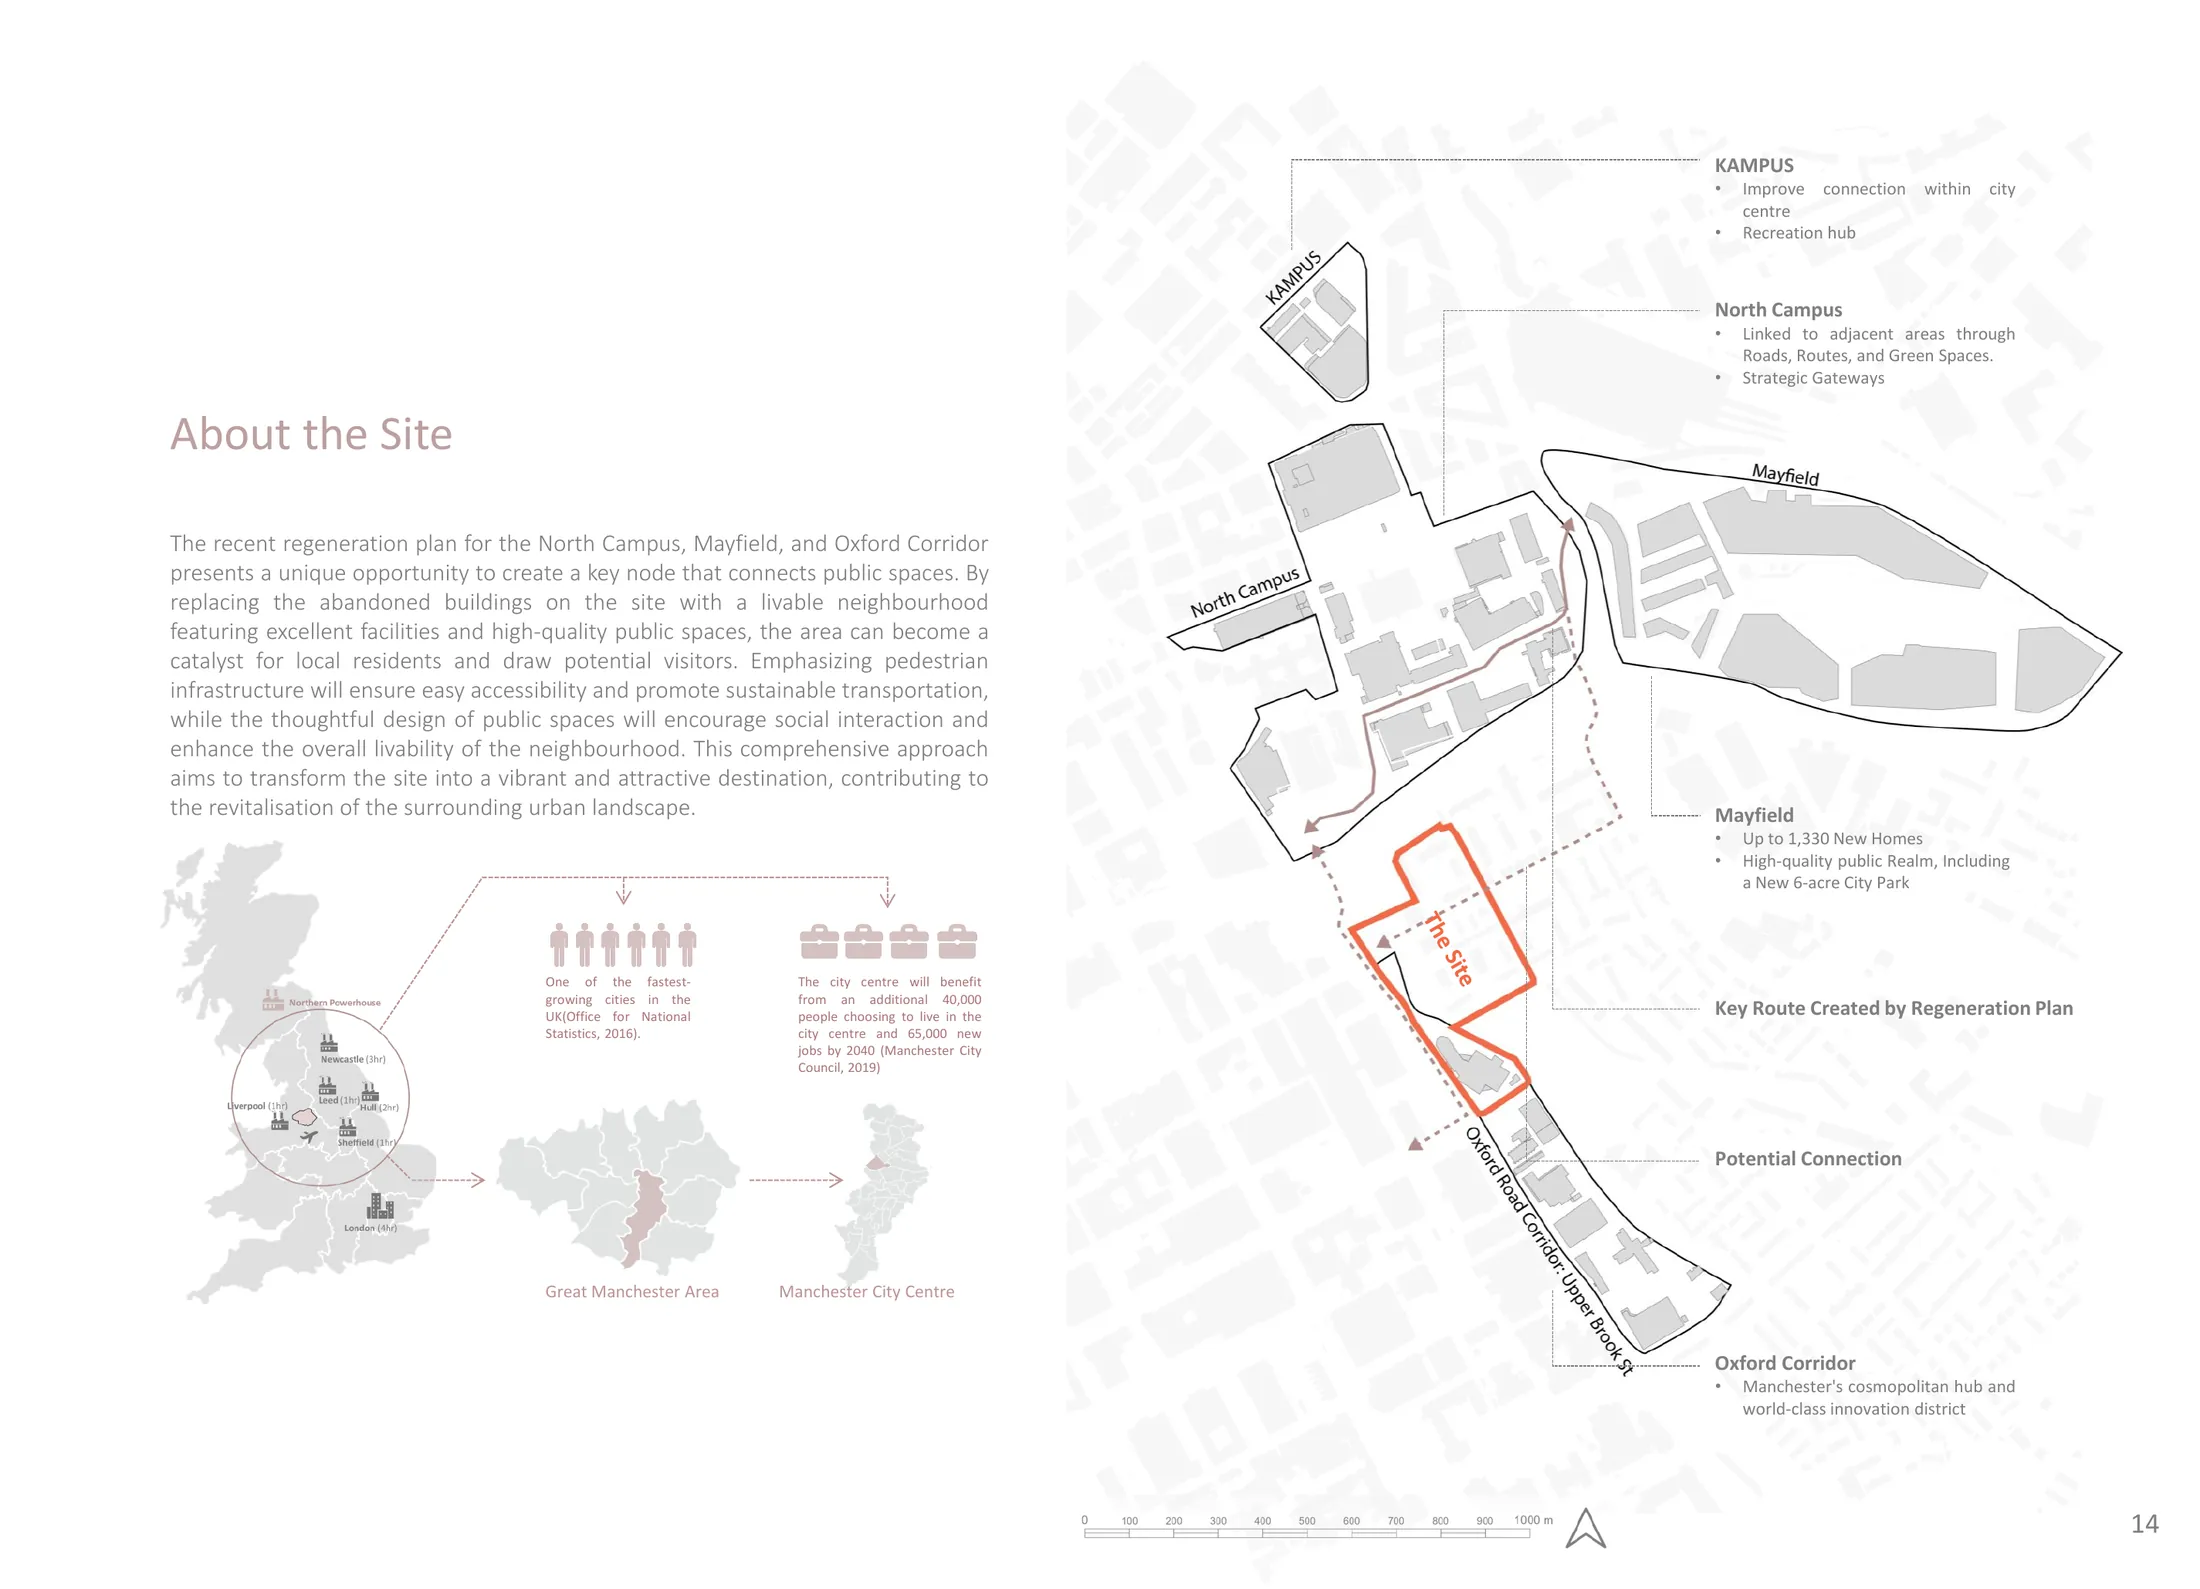 About the Site
The recent regeneration plan for the North Campus, Mayfield, and Oxford Corridor
presents a unique opportunity to create a key node that connects public spaces. By
replacing the abandoned buildings on the site with a livable neighbourhood
featuring excellent facilities and high-quality public spaces, the area can become a
catalyst for local residents and draw potential visitors. Emphasizing pedestrian
infrastructure will ensure easy accessibility and promote sustainable transportation,
while the thoughtful design of public spaces will encourage social interaction and
enhance the overall livability of the neighbourhood. This comprehensive approach
aims to transform the site into a vibrant and attractive destination, contributing to
the revitalisation of the surrounding urban landscape.
Northern Powerhouse
Newcastle (3hr)
Leed (1hr)
Hull (2hr)
Liverpool (1hr)
Sheffield (1hr)
London (4hr)
One of the fastest-
growing cities in the
UK(Office for National
Statistics, 2016).
The city centre will benefit
from an additional 40,000
people choosing to live in the
city centre and 65,000 new
jobs by 2040 (Manchester City
Council, 2019)
Great Manchester Area
Manchester City Centre
KAMPUS
North Campus
Mayfield
The Site
Oxford Road Corridor: Upper Brook St
KAMPUS
• Improve connection within city
centre
• Recreation hub
North Campus
• Linked to adjacent areas through
Roads, Routes, and Green Spaces.
• Strategic Gateways
Mayfield
• Up to 1,330 New Homes
• High-quality public Realm, Including
a New 6-acre City Park
Key Route Created by Regeneration Plan
Potential Connection
Oxford Corridor
• Manchester's cosmopolitan hub and
world-class innovation district
0 100 200 300 400 500 600 700 800 900 1000 m
14